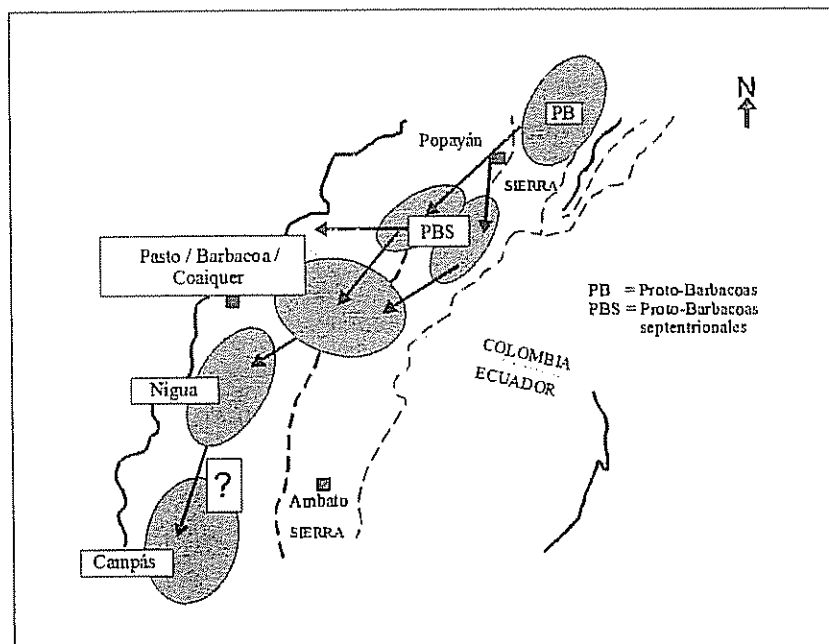 N
PB
Popayán
SIERRA
PBS
Pasto / Barbacoa /
Coaiquer
PB = Proto-Barbacoas
PBS = Proto-Barbacoas
septentrionales
COLOMBIA
ECUADOR
Nigua
?
Ambato
SIERRA
Campás